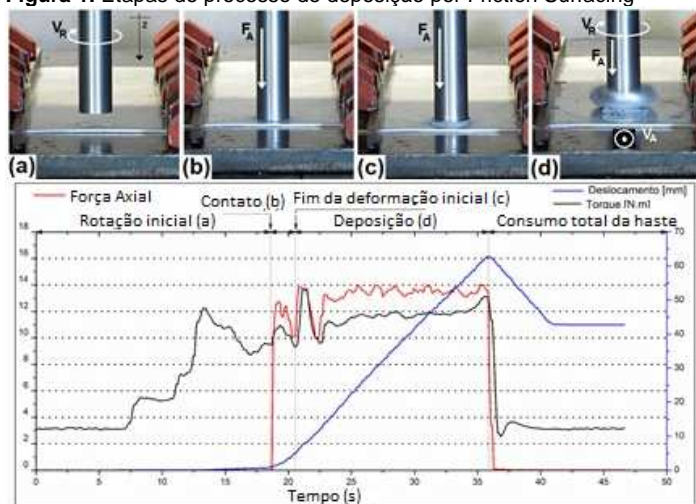 Figura 1. Etapas do processo de deposição por Friction Surfacing
V_R
z
F_A
F_A
V_R
F_A
V_A
(a)
(b)
(c)
(d)
Força Axial
Contato (b)
Fim da deformação inicial (c)
Deslocamento [mm]
Torque [N.m]
Rotação inicial (a)
Deposição (d)
Consumo total da haste
18
16
14
12
10
8
6
4
2
0
70
60
50
40
30
20
10
0
0
5
10
15
20
25
30
35
40
45
50
Tempo (s)